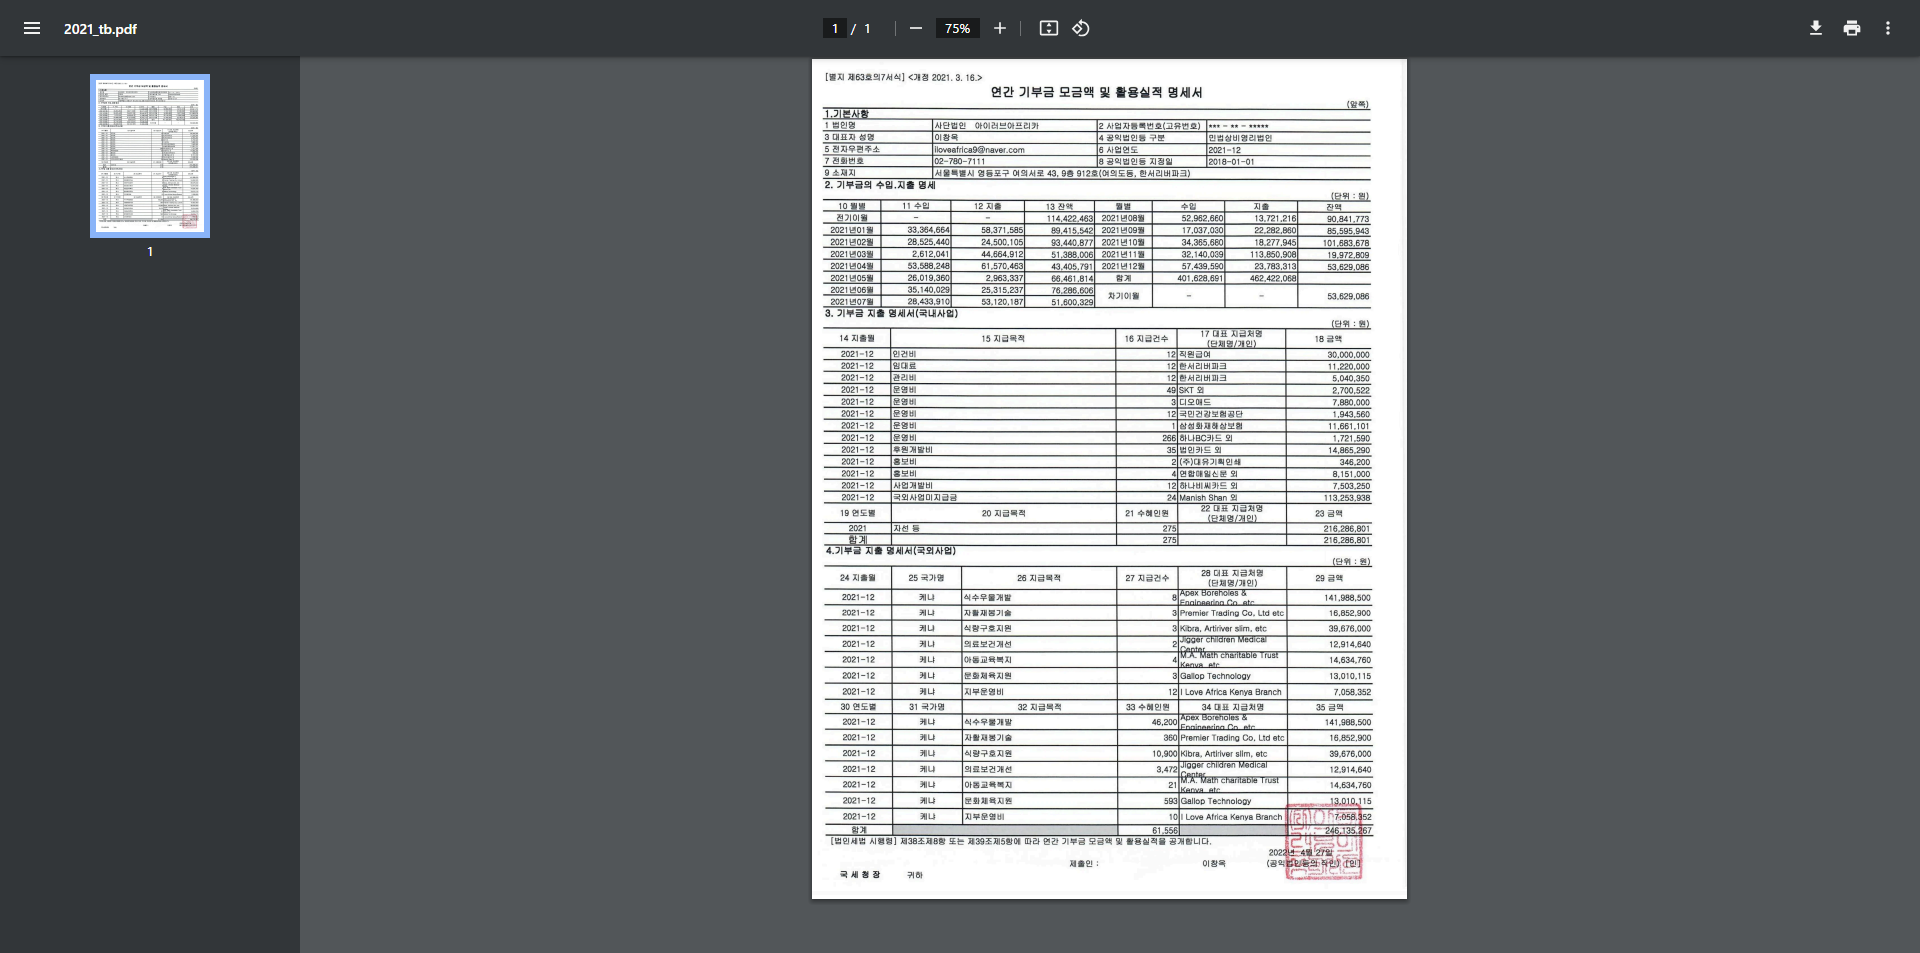 2021_tb.pdf
1 / 1
75%
1
[별지 제63호의7서식] <개정 2021. 3. 16.>
연간 기부금 모금액 및 활용실적 명세서
(앞쪽)
1.기본사항
1 법인명 사단법인 아이러브아프리카 2 사업자등록번호(고유번호) *** - ** - *****
3 대표자 성명 이창옥 4 공익법인등 구분 민법상비영리법인
5 전자우편주소 iloveafrica9@naver.com 6 사업연도 2021-12
7 전화번호 02-780-7111 8 공익법인등 지정일 2018-01-01
9 소재지 서울특별시 영등포구 여의서로 43, 9층 912호(여의도동, 한서리버파크)
2. 기부금의 수입.지출 명세
(단위 : 원)
10 월별 11 수입 12 지출 13 잔액 월별 수입 지출 잔액
전기이월 - - 114,422,463 2021년08월 52,962,660 13,721,216 90,841,773
2021년01월 33,364,664 58,371,585 89,415,542 2021년09월 17,037,030 22,282,860 85,595,943
2021년02월 28,525,440 24,500,105 93,440,877 2021년10월 34,365,680 18,277,945 101,683,678
2021년03월 2,612,041 44,664,912 51,388,006 2021년11월 32,140,039 113,850,908 19,972,809
2021년04월 53,588,248 61,570,463 43,405,791 2021년12월 57,439,590 23,783,313 53,629,086
2021년05월 26,019,360 2,963,337 66,461,814 합계 401,628,691 462,422,068
2021년06월 35,140,029 25,315,237 76,286,606 차기이월 - - 53,629,086
2021년07월 28,433,910 53,120,187 51,600,329
3. 기부금 지출 명세서(국내사업)
(단위 : 원)
14 지출월 15 지급목적 16 지급건수 17 대표 지급처명 (단체명/개인) 18 금액
2021-12 인건비 12 직원급여 30,000,000
2021-12 임대료 12 한서리버파크 11,220,000
2021-12 관리비 12 한서리버파크 5,040,350
2021-12 운영비 49 SKT 외 2,700,522
2021-12 운영비 3 디오애드 7,880,000
2021-12 운영비 12 국민건강보험공단 1,943,560
2021-12 운영비 1 삼성화재해상보험 11,661,101
2021-12 운영비 266 하나BC카드 외 1,721,590
2021-12 후원개발비 35 법인카드 외 14,865,290
2021-12 홍보비 2 (주)대유기획인쇄 346,200
2021-12 홍보비 4 연합매일신문 외 8,151,000
2021-12 사업개발비 12 하나비씨카드 외 7,503,250
2021-12 국외사업미지급금 24 Manish Shan 외 113,253,938
19 연도별 20 지급목적 21 수혜인원 22 대표 지급처명 (단체명/개인) 23 금액
2021 자선 등 275 216,286,801
합계 275 216,286,801
4.기부금 지출 명세서(국외사업)
(단위 : 원)
24 지출월 25 국가명 26 지급목적 27 지급건수 28 대표 지급처명 (단체명/개인) 29 금액
2021-12 케냐 식수우물개발 8 Apex Boreholes & Engineering Co, etc 141,988,500
2021-12 케냐 자활재봉기술 3 Premier Trading Co, Ltd etc 16,852,900
2021-12 케냐 식량구호지원 3 Kibra, Artiriver slim, etc 39,676,000
2021-12 케냐 의료보건개선 2 Jigger children Medical Center 12,914,640
2021-12 케냐 아동교육복지 4 M.A. Math charitable Trust Kenya, etc 14,634,760
2021-12 케냐 문화체육지원 3 Gallop Technology 13,010,115
2021-12 케냐 지부운영비 12 I Love Africa Kenya Branch 7,058,352
30 연도별 31 국가명 32 지급목적 33 수혜인원 34 대표 지급처명 35 금액
2021-12 케냐 식수우물개발 46,200 Apex Boreholes & Engineering Co, etc 141,988,500
2021-12 케냐 자활재봉기술 360 Premier Trading Co, Ltd etc 16,852,900
2021-12 케냐 식량구호지원 10,900 Kibra, Artiriver slim, etc 39,676,000
2021-12 케냐 의료보건개선 3,472 Jigger children Medical Center 12,914,640
2021-12 케냐 아동교육복지 21 M.A. Math charitable Trust Kenya, etc 14,634,760
2021-12 케냐 문화체육지원 593 Gallop Technology 13,010,115
2021-12 케냐 지부운영비 10 I Love Africa Kenya Branch 7,058,352
합계 61,556 246,135,267
[법인세법 시행령] 제38조제8항 또는 제39조제5항에 따라 연간 기부금 모금액 및 활용실적을 공개합니다.
2022년 4월 27일
제출인 : 이창옥 (공익법인등의 직인) [인]
국 세 청 장 귀하